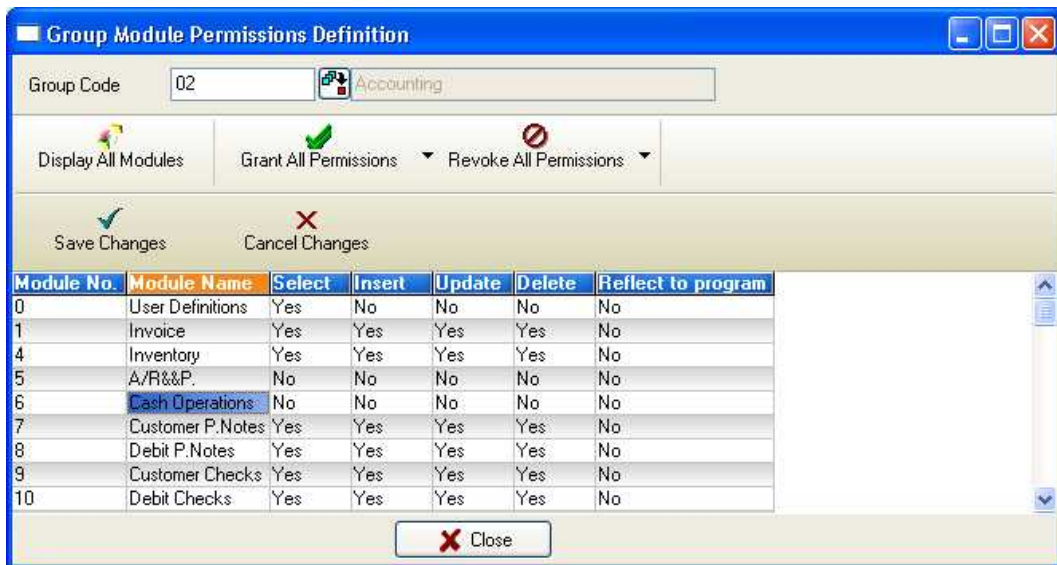 Group Module Permissions Definition
Group Code 02 Accounting
Display All Modules Grant All Permissions Revoke All Permissions
Save Changes Cancel Changes
Module No. Module Name Select Insert Update Delete Reflect to program
0 User Definitions Yes No No No No
1 Invoice Yes Yes Yes Yes No
4 Inventory Yes Yes Yes Yes No
5 A/R&&P. No No No No No
6 Cash Operations No No No No No
7 Customer P.Notes Yes Yes Yes Yes No
8 Debit P.Notes Yes Yes Yes Yes No
9 Customer Checks Yes Yes Yes Yes No
10 Debit Checks Yes Yes Yes Yes No
Close